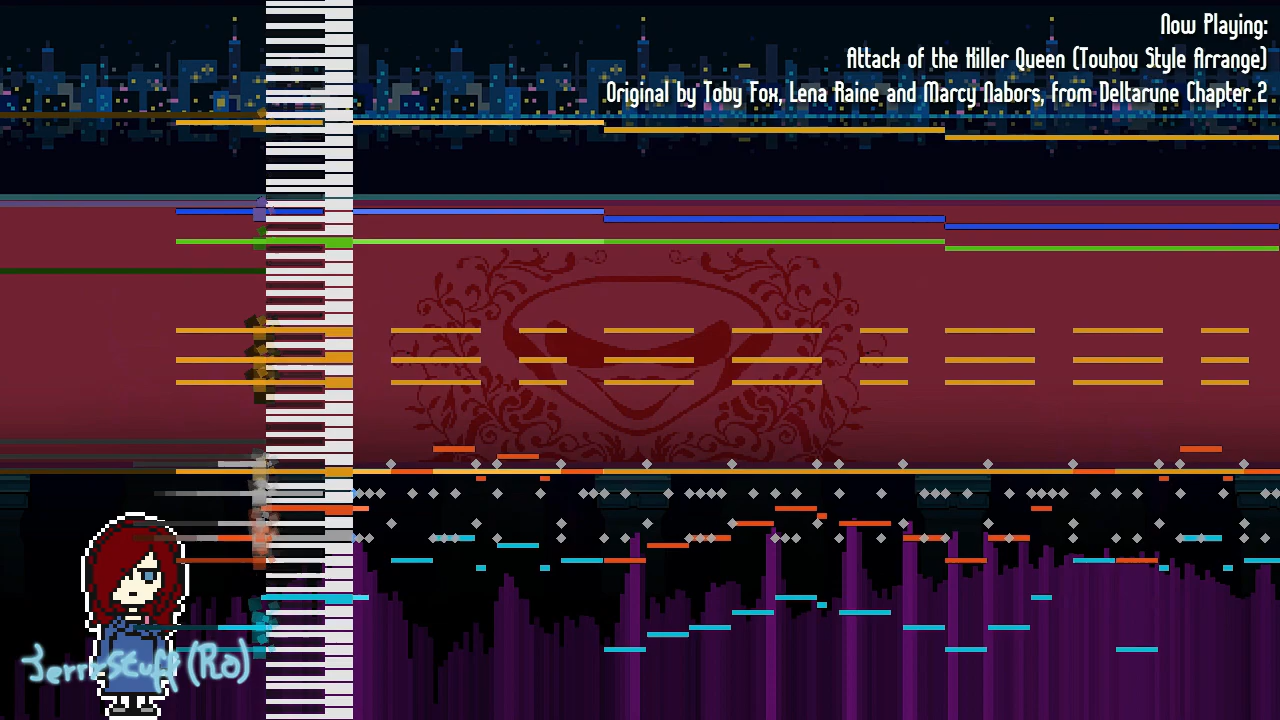 Now Playing:
Attack of the Killer Queen (Touhou Style Arrange)
Original by Toby Fox, Lena Raine and Marcy Nabors, from Deltarune Chapter 2
JerryStuff (Ro)